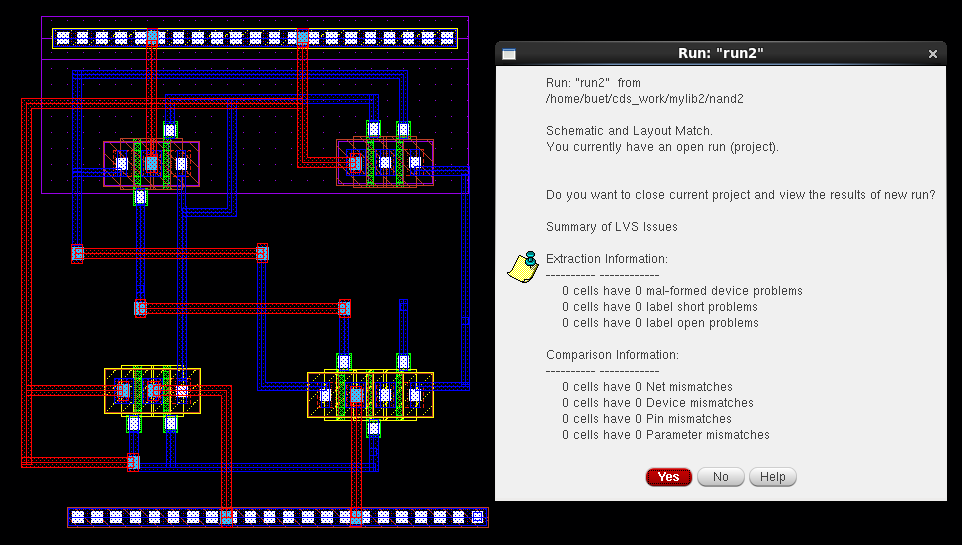 Run: "run2"
Run: "run2" from
/home/buet/cds_work/mylib2/nand2
Schematic and Layout Match.
You currently have an open run (project).
Do you want to close current project and view the results of new run?
Summary of LVS Issues
Extraction Information:
---------- ------------
0 cells have 0 mal-formed device problems
0 cells have 0 label short problems
0 cells have 0 label open problems
Comparison Information:
---------- ------------
0 cells have 0 Net mismatches
0 cells have 0 Device mismatches
0 cells have 0 Pin mismatches
0 cells have 0 Parameter mismatches
Yes No Help